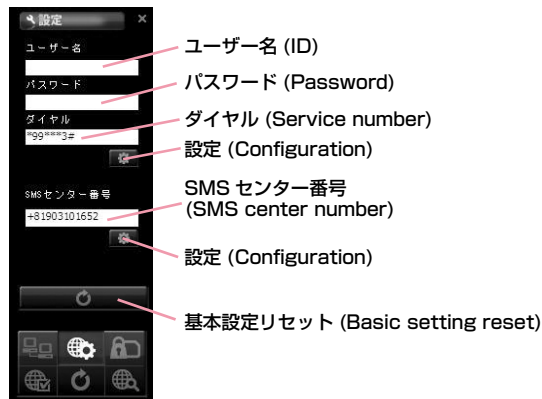 設定
ユーザー名
ユーザー名 (ID)
パスワード
パスワード (Password)
ダイヤル
ダイヤル (Service number)
*99***3#
設定 (Configuration)
SMSセンター番号
SMS センター番号
(SMS center number)
+81903101652
設定 (Configuration)
基本設定リセット (Basic setting reset)